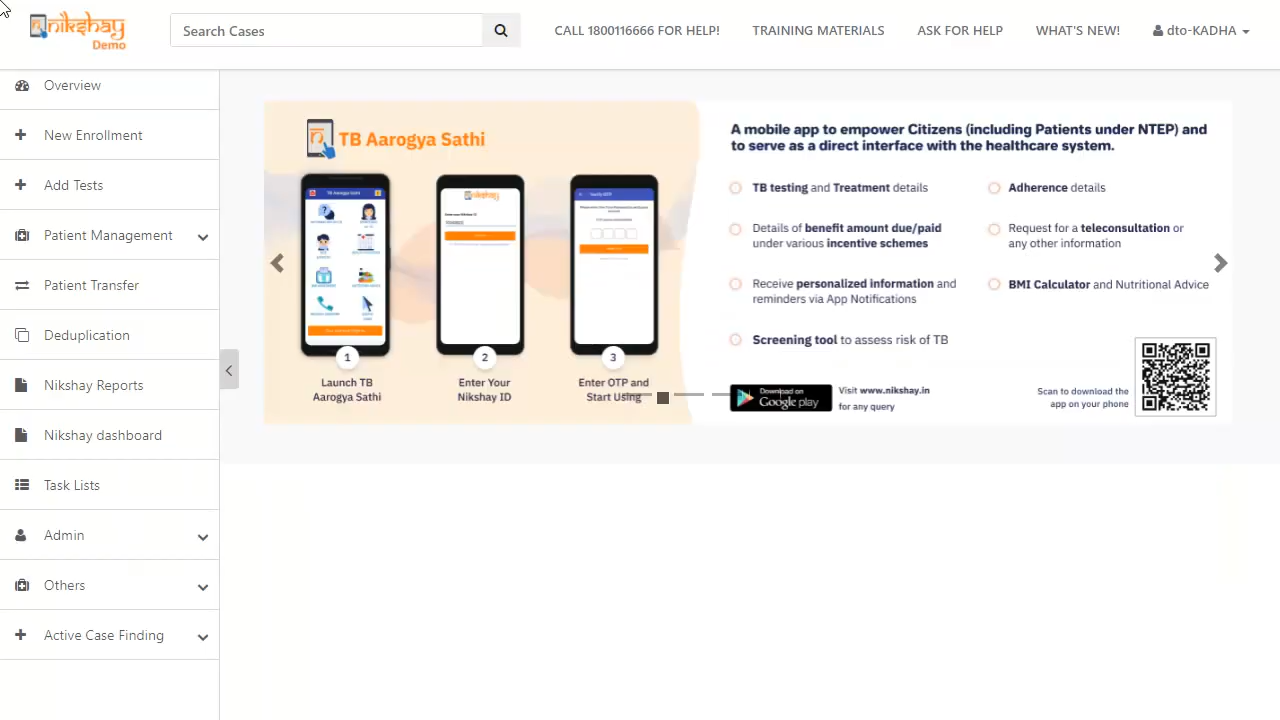 nikshay
Demo
Search Cases
CALL 1800116666 FOR HELP!
TRAINING MATERIALS
ASK FOR HELP
WHAT'S NEW!
dto-KADHA
Overview
New Enrollment
Add Tests
Patient Management
Patient Transfer
Deduplication
Nikshay Reports
Nikshay dashboard
Task Lists
Admin
Others
Active Case Finding
TB Aarogya Sathi
1
Launch TB
Aarogya Sathi
2
Enter Your
Nikshay ID
3
Enter OTP and
Start Using
A mobile app to empower Citizens (including Patients under NTEP) and
to serve as a direct interface with the healthcare system.
TB testing and Treatment details
Details of benefit amount due/paid
under various incentive schemes
Receive personalized information and
reminders via App Notifications
Screening tool to assess risk of TB
Adherence details
Request for a teleconsultation or
any other information
BMI Calculator and Nutritional Advice
Download on
Google play
Visit www.nikshay.in
for any query
Scan to download the
app on your phone